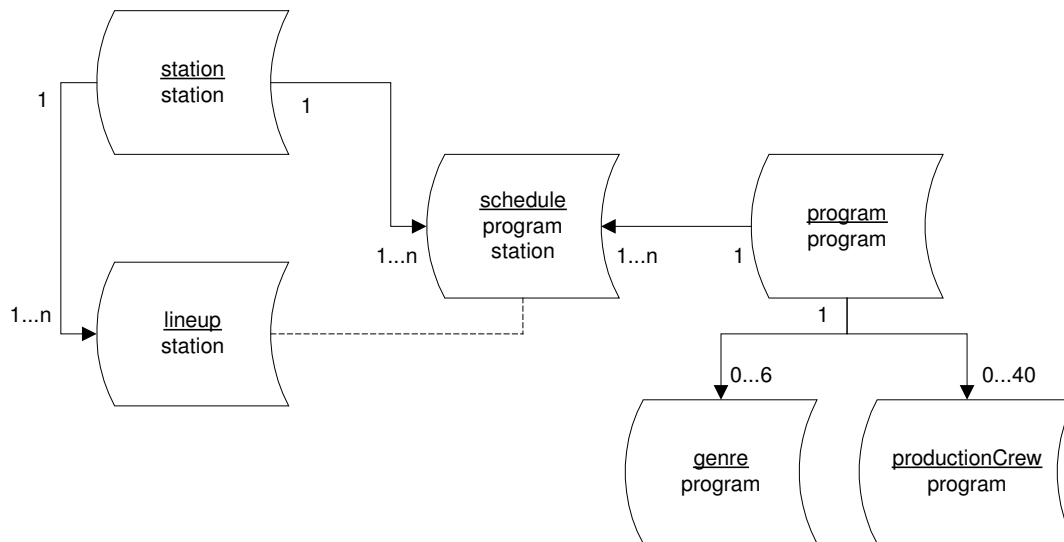 station
station
1
1
schedule
program
station
program
program
1...n
1...n
1
1...n
lineup
station
1
0...6
0...40
genre
program
productionCrew
program